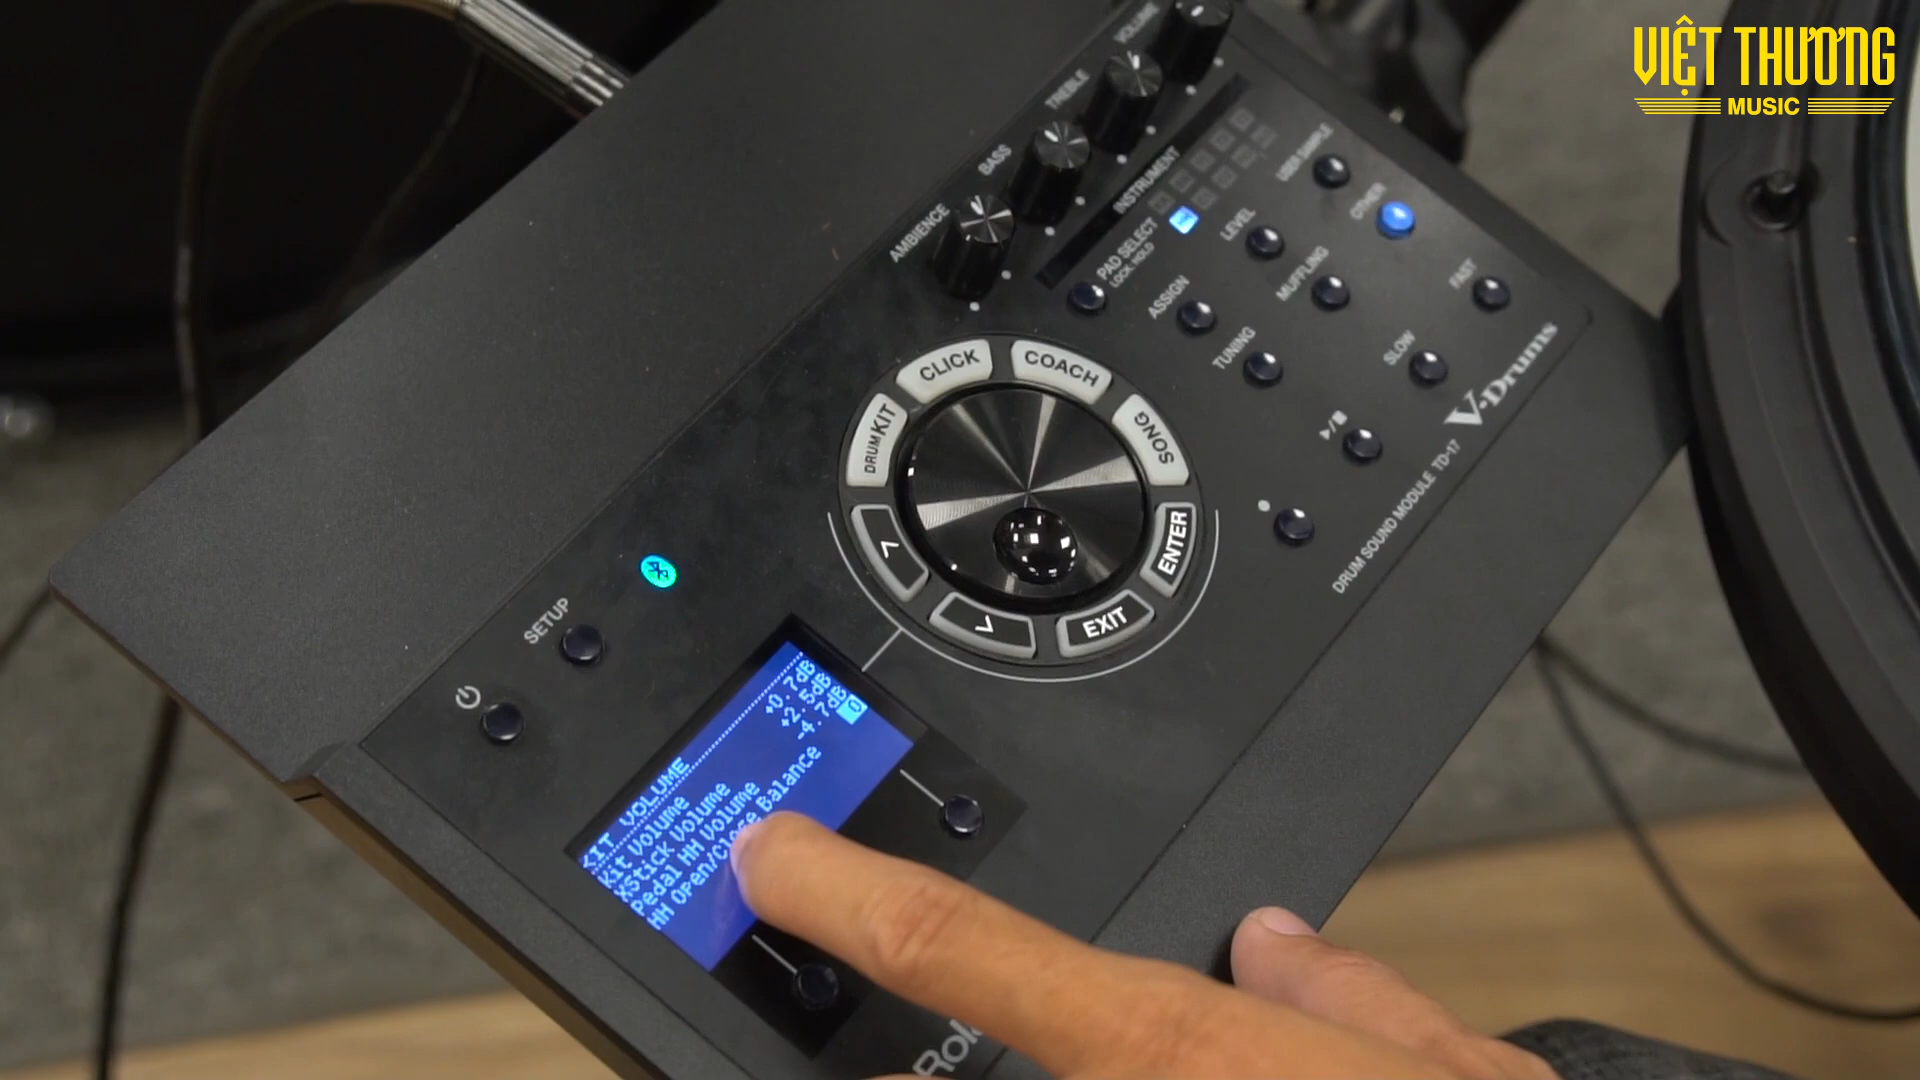 VIỆT THƯƠNG
MUSIC
VOLUME
TREBLE
BASS
AMBIENCE
INSTRUMENT
PAD SELECT
LOCK: HOLD
ASSIGN
LEVEL
TUNING
MUFFLING
USER SAMPLE
OTHER
SLOW
FAST
V-Drums
DRUM SOUND MODULE TD-17
CLICK
COACH
DRUM KIT
SONG
ENTER
EXIT
SETUP
KIT VOLUME
Kit Volume +0.7dB
XStick Volume +2.5dB
Pedal HH Volume -4.7dB
HH Open/Close Balance 0